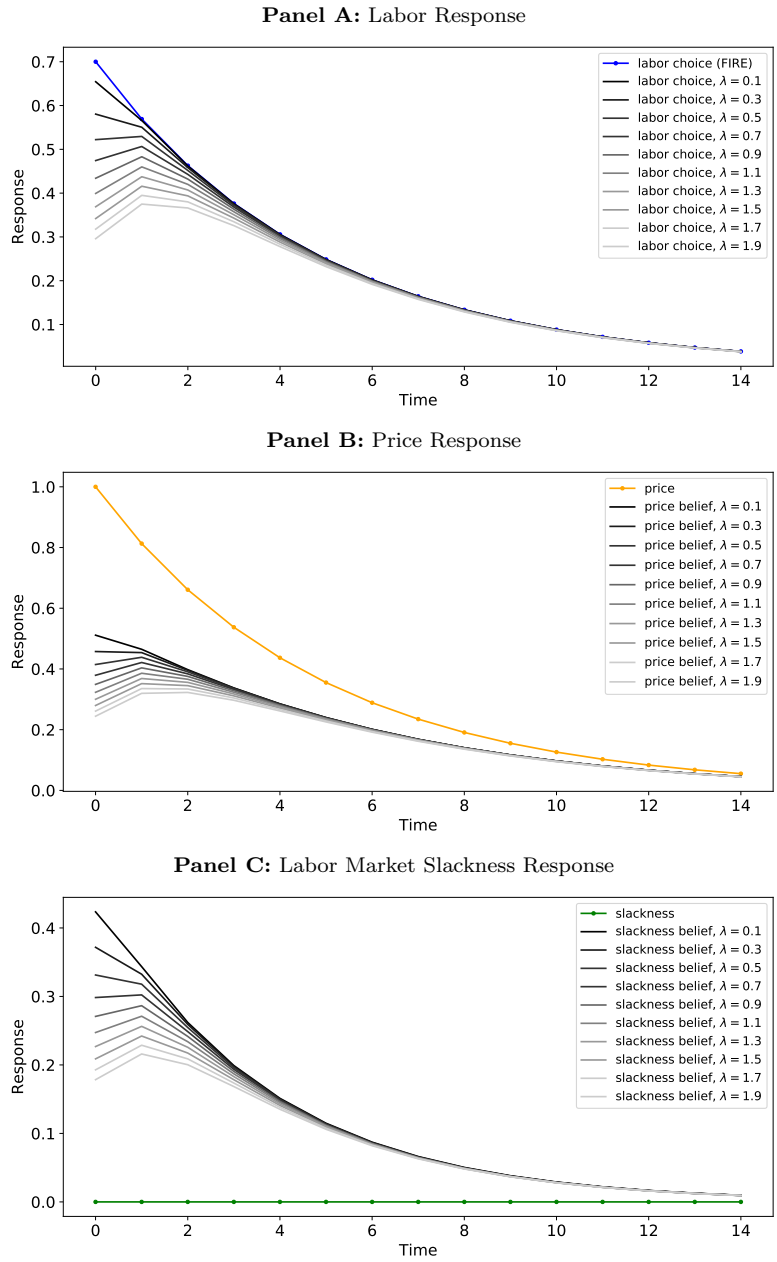 Panel A: Labor Response
0.7
0.6
0.5
0.4
0.3
0.2
0.1
Response
labor choice (FIRE)
labor choice, λ = 0.1
labor choice, λ = 0.3
labor choice, λ = 0.5
labor choice, λ = 0.7
labor choice, λ = 0.9
labor choice, λ = 1.1
labor choice, λ = 1.3
labor choice, λ = 1.5
labor choice, λ = 1.7
labor choice, λ = 1.9
0 2 4 6 8 10 12 14
Time
Panel B: Price Response
1.0
0.8
0.6
0.4
0.2
0.0
Response
price
price belief, λ = 0.1
price belief, λ = 0.3
price belief, λ = 0.5
price belief, λ = 0.7
price belief, λ = 0.9
price belief, λ = 1.1
price belief, λ = 1.3
price belief, λ = 1.5
price belief, λ = 1.7
price belief, λ = 1.9
0 2 4 6 8 10 12 14
Time
Panel C: Labor Market Slackness Response
0.4
0.3
0.2
0.1
0.0
Response
slackness
slackness belief, λ = 0.1
slackness belief, λ = 0.3
slackness belief, λ = 0.5
slackness belief, λ = 0.7
slackness belief, λ = 0.9
slackness belief, λ = 1.1
slackness belief, λ = 1.3
slackness belief, λ = 1.5
slackness belief, λ = 1.7
slackness belief, λ = 1.9
0 2 4 6 8 10 12 14
Time